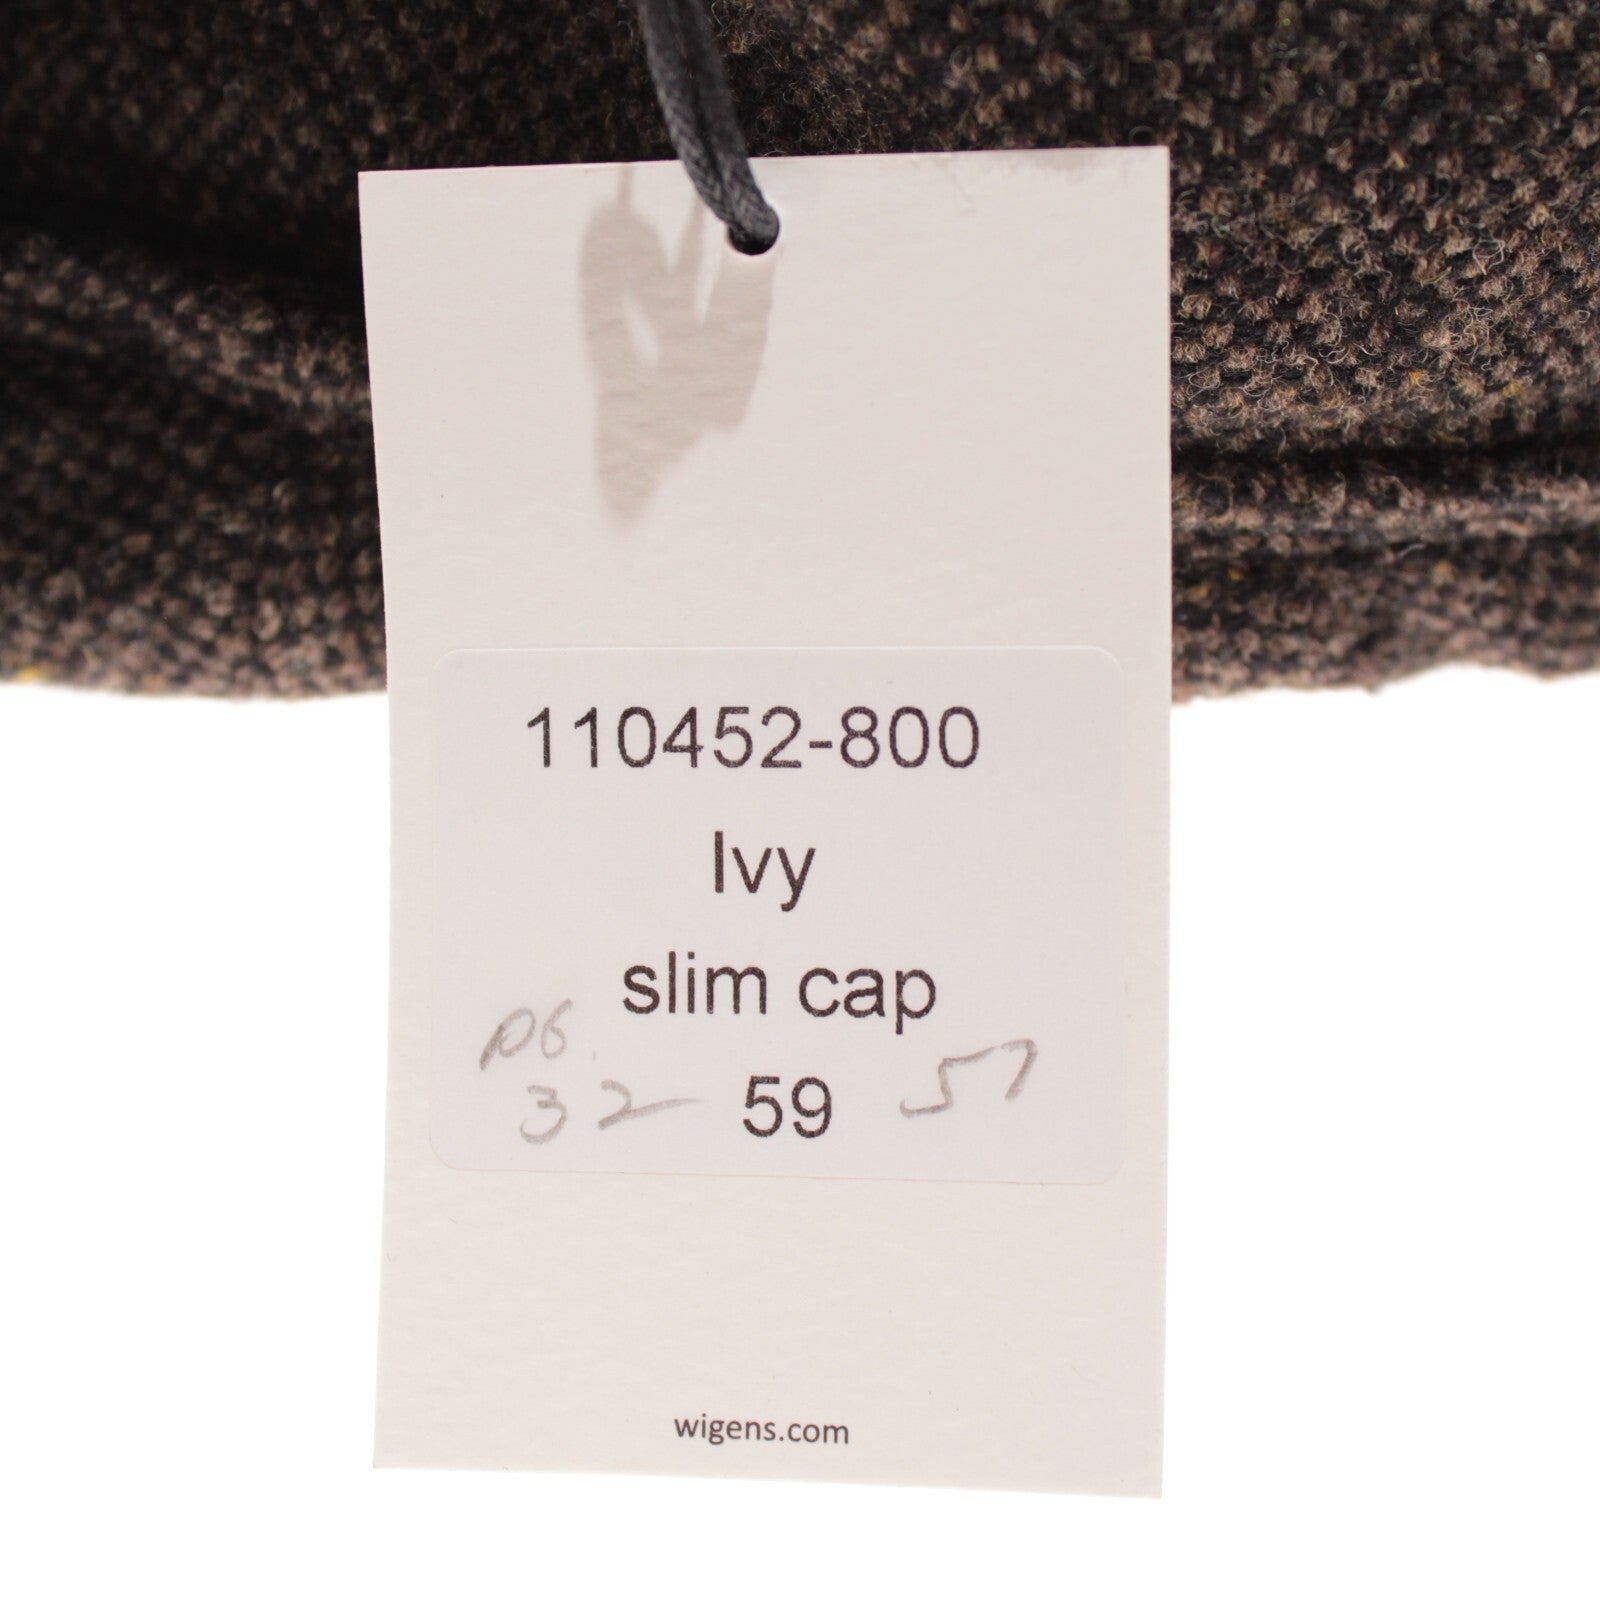 110452-800
Ivy
slim cap
32 59 57
wigens.com